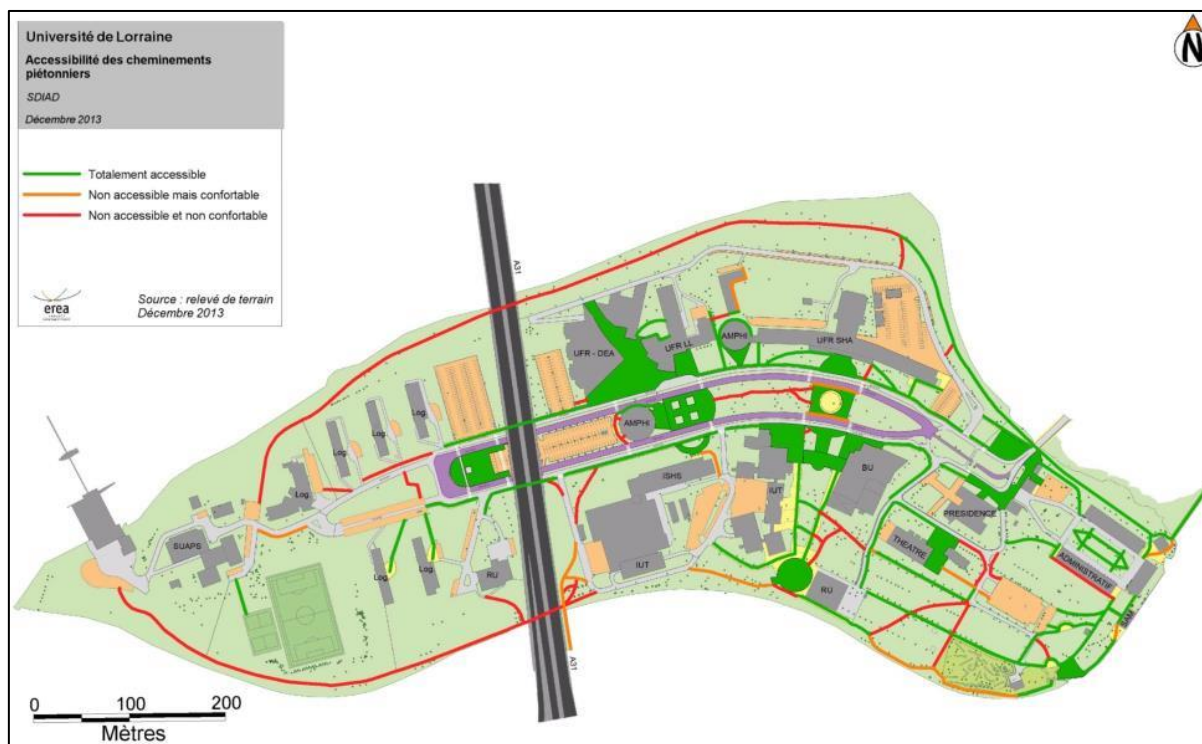 Université de Lorraine
Accessibilité des cheminements
piétonniers
SDIAD
Décembre 2013
Totalement accessible
Non accessible mais confortable
Non accessible et non confortable
erea
Source : relevé de terrain
Décembre 2013
N
A31
UFR - DEA
UFR LL
AMPHI
UFR SHA
Log.
Log.
Log.
Log.
AMPHI
ISHS
IUT
BU
SUAPS
Log.
Log.
RU
IUT
RU
PRESIDENCE
THEATRE
ADMINISTRATIF
A31
0 100 200
Mètres